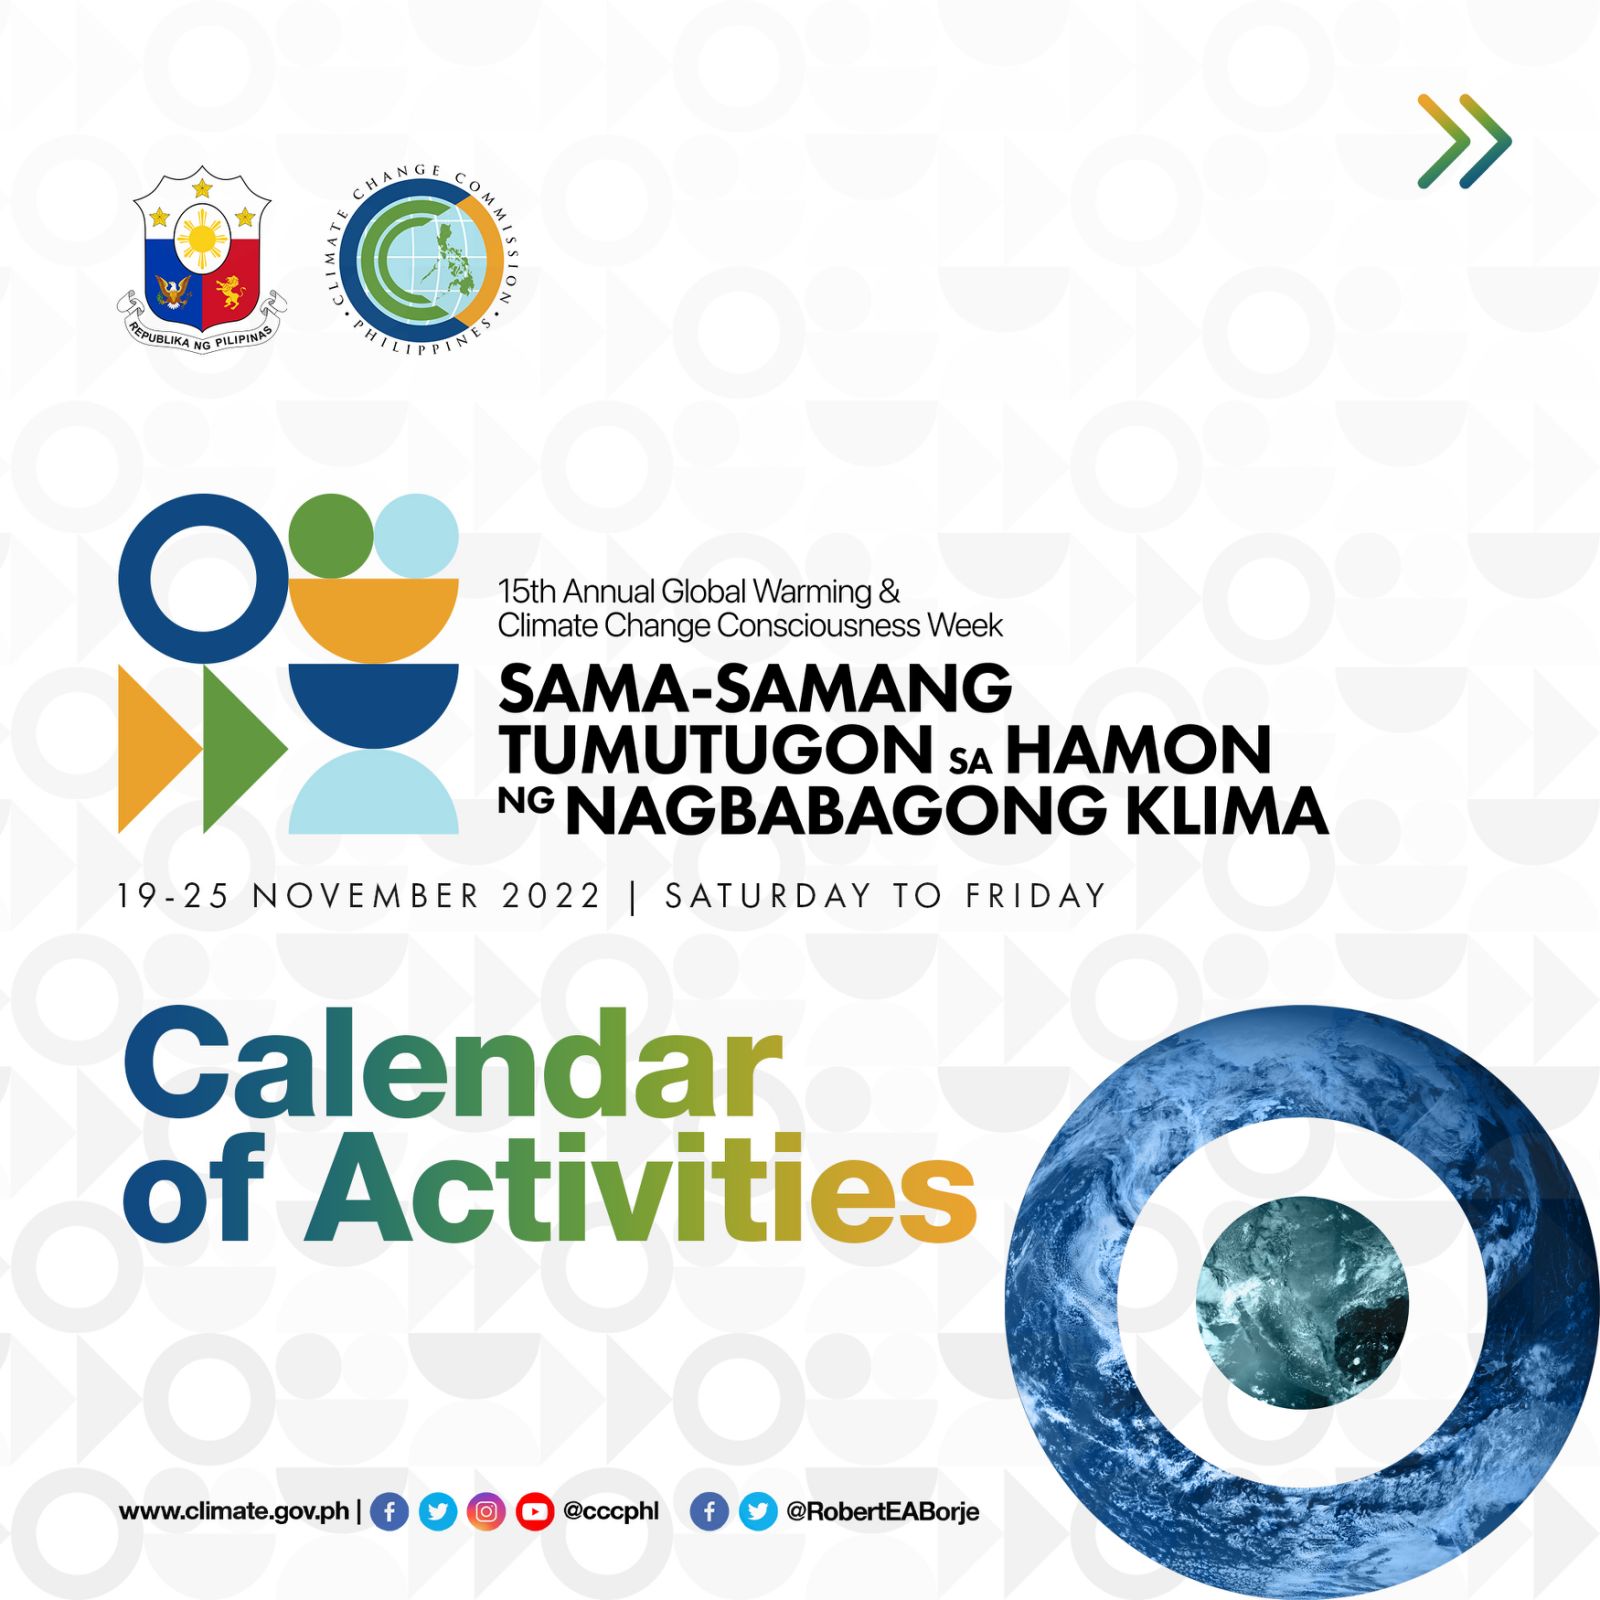 REPUBLIKA NG PILIPINAS
CLIMATE CHANGE COMMISSION
• PHILIPPINES •
15th Annual Global Warming &
Climate Change Consciousness Week
SAMA-SAMANG
TUMUTUGON SA HAMON
NG NAGBABAGONG KLIMA
19-25 NOVEMBER 2022 | SATURDAY TO FRIDAY
Calendar
of Activities
www.climate.gov.ph | @cccphl @RobertEABorje